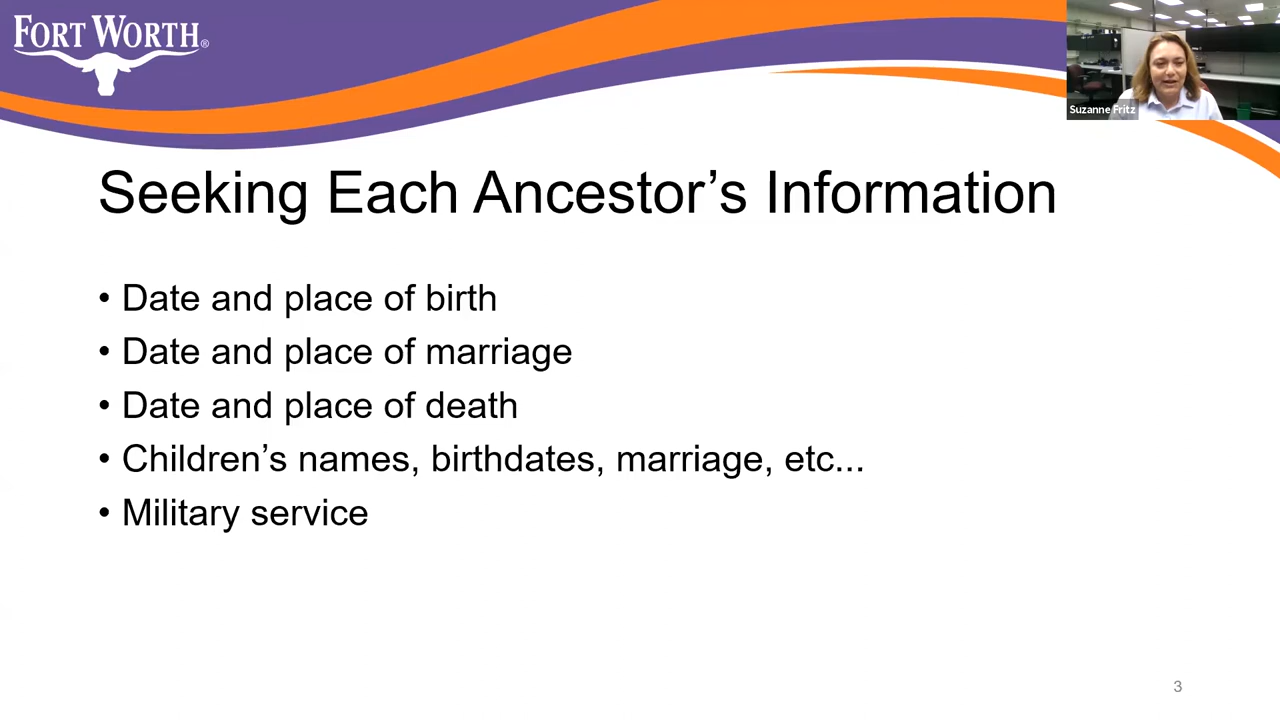 FORT WORTH®
Suzanne Fritz
Seeking Each Ancestor’s Information
• Date and place of birth
• Date and place of marriage
• Date and place of death
• Children’s names, birthdates, marriage, etc...
• Military service
3